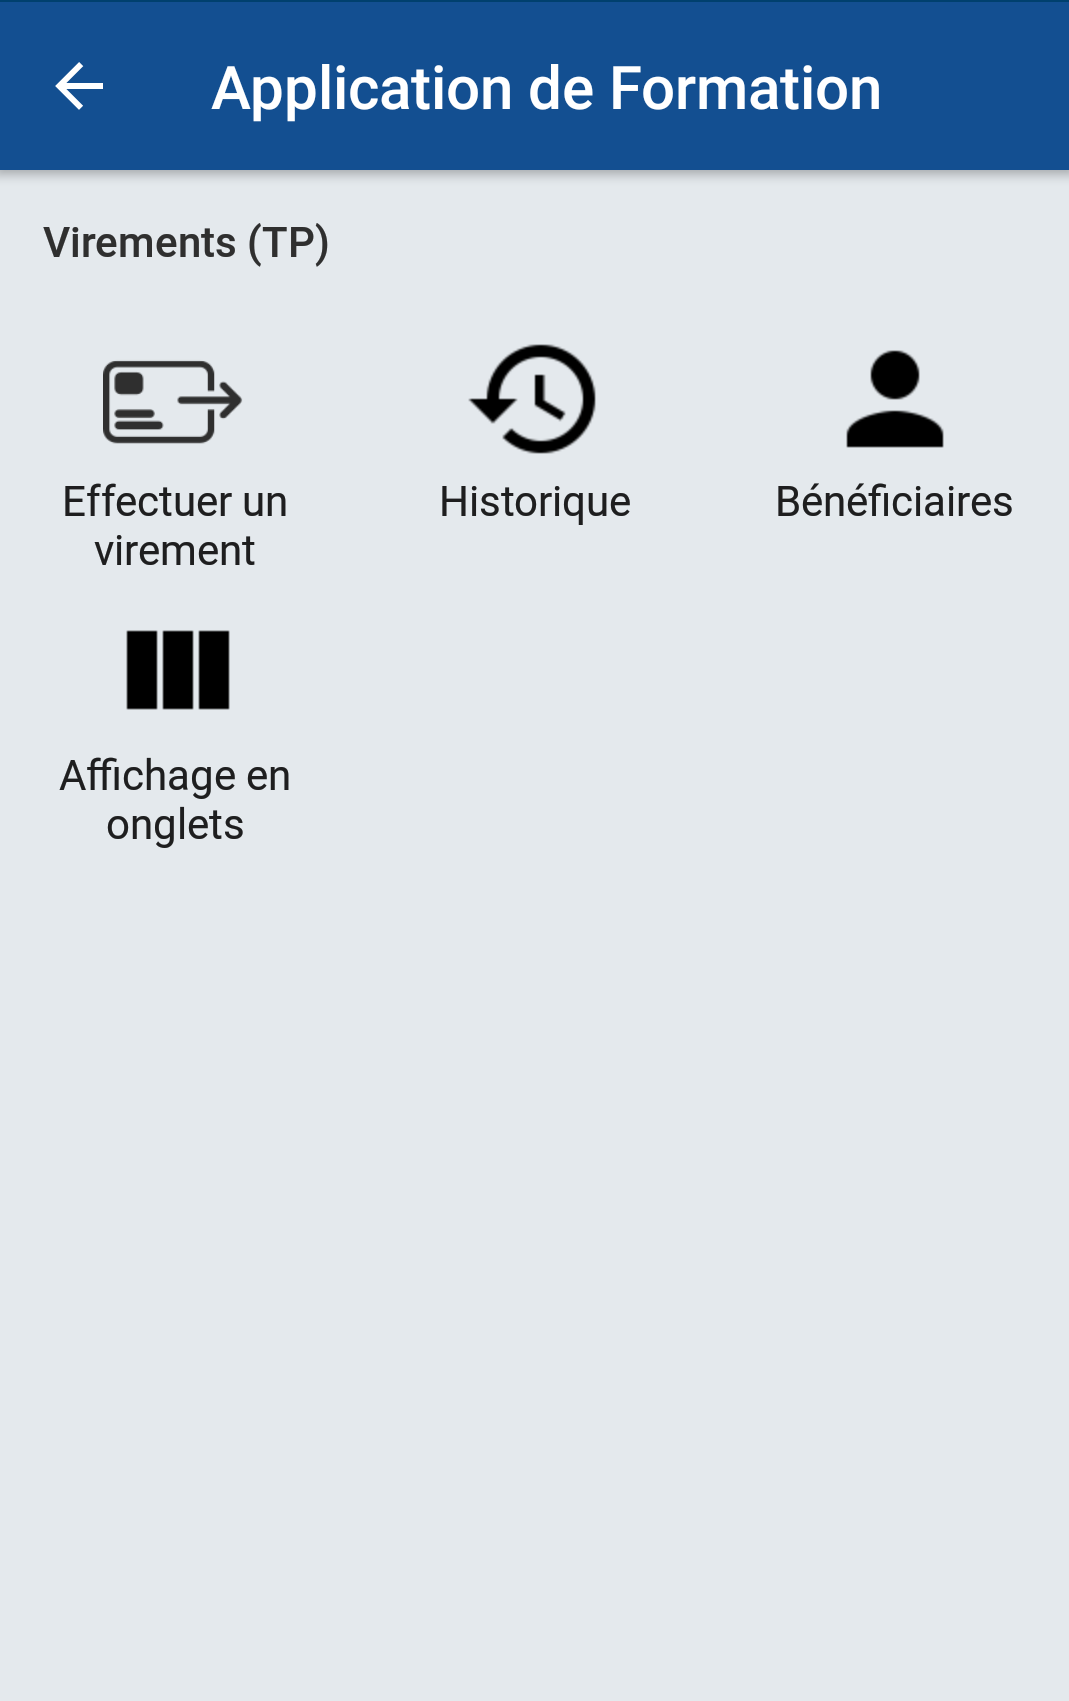 Application de Formation
Virements (TP)
Effectuer un
virement
Historique
Bénéficiaires
Affichage en
onglets